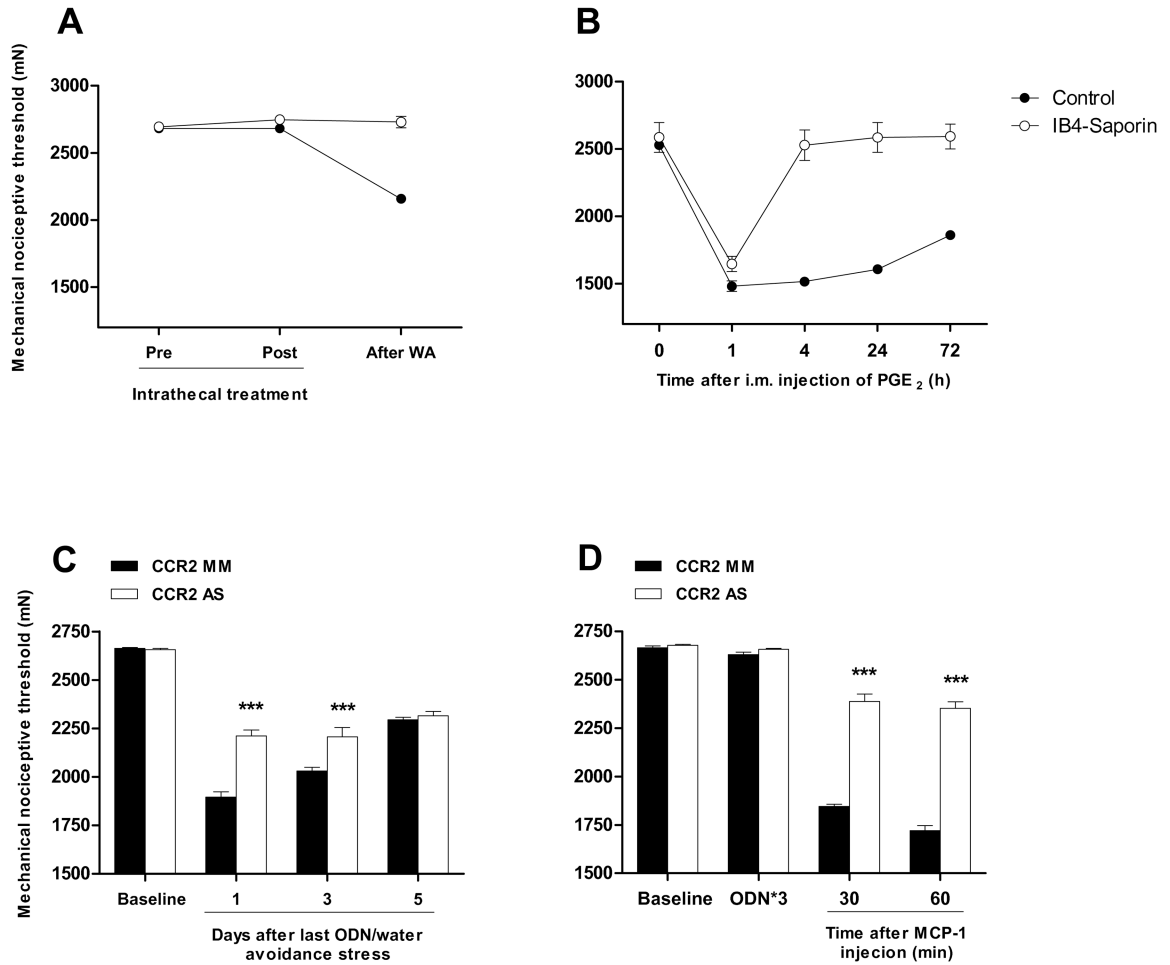 A
Mechanical nociceptive threshold (mN)
3000
2500
2000
1500
Pre
Post
After WA
Intrathecal treatment
B
3000
2500
2000
1500
0
1
4
24
72
Time after i.m. injection of PGE 2 (h)
Control
IB4-Saporin
C
CCR2 MM
CCR2 AS
Mechanical nociceptive threshold (mN)
2750
2500
2250
2000
1750
1500
***
***
Baseline
1
3
5
Days after last ODN/water
avoidance stress
D
CCR2 MM
CCR2 AS
2750
2500
2250
2000
1750
1500
***
***
Baseline
ODN*3
30
60
Time after MCP-1
injecion (min)